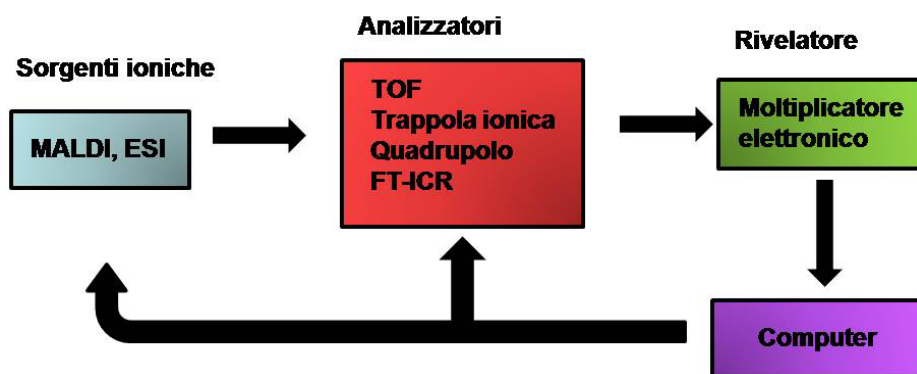 Sorgenti ioniche
MALDI, ESI
Analizzatori
TOF
Trappola ionica
Quadrupolo
FT-ICR
Rivelatore
Moltiplicatore
elettronico
Computer